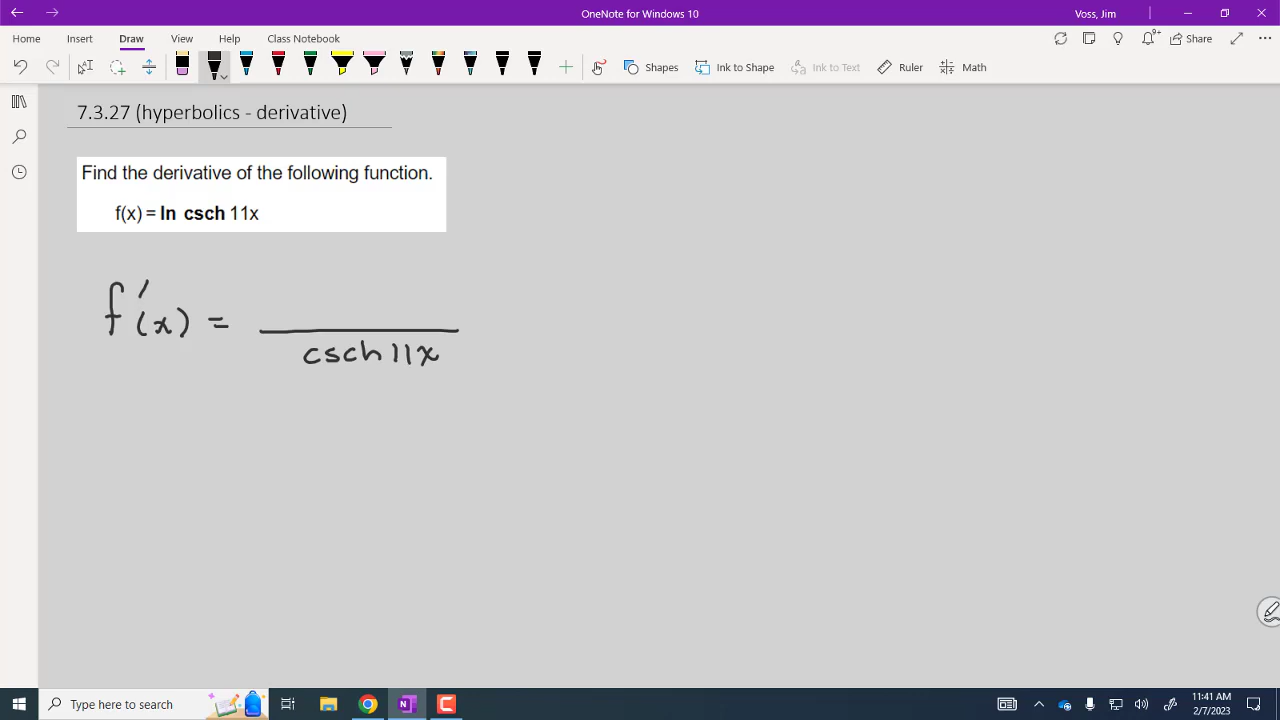 OneNote for Windows 10
Voss, Jim
Home Insert Draw View Help Class Notebook
Share
Shapes Ink to Shape Ink to Text Ruler Math
7.3.27 (hyperbolics - derivative)
Find the derivative of the following function.
f(x) = ln csch 11x
f'(x) = ———
csch 11x
Type here to search
11:41 AM
2/7/2023